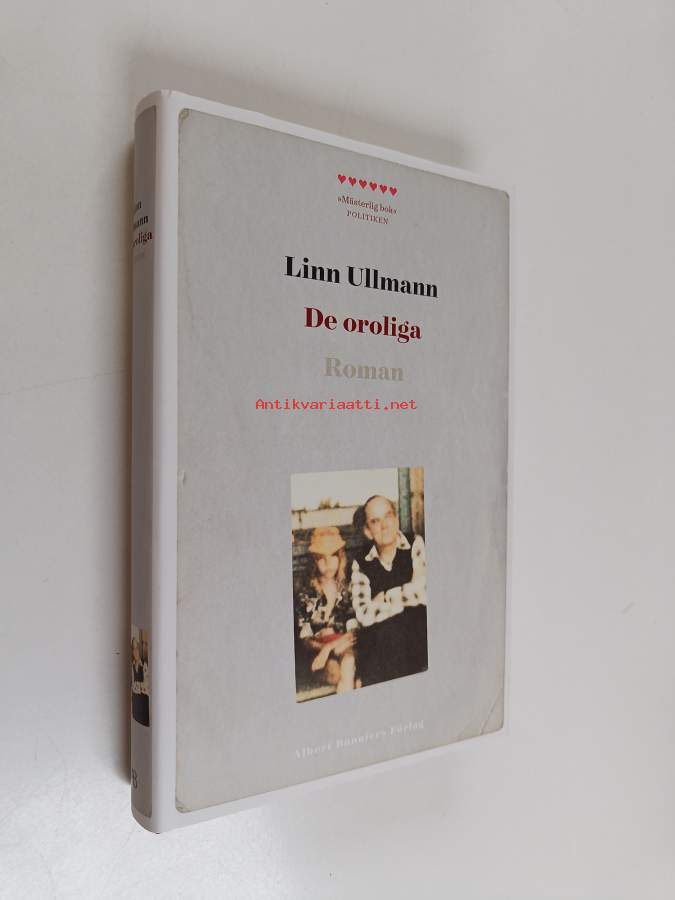 ♥♥♥♥♥♥
»Mästerlig bok«
POLITIKEN
Linn Ullmann
De oroliga
Roman
Antikvariaatti.net
Albert Bonniers Förlag